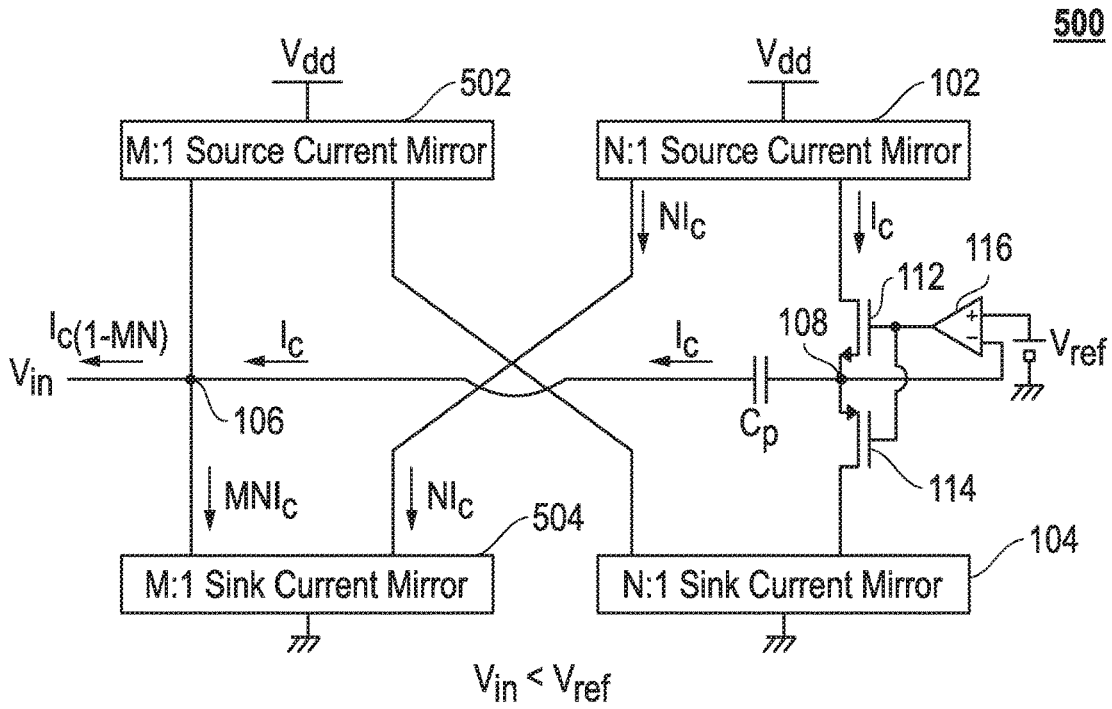 500
Vdd
502
Vdd
102
M:1 Source Current Mirror
N:1 Source Current Mirror
NIc
Ic
116
112
Ic(1-MN)
Ic
108
Ic
+
-
Vref
Vin
106
Cp
114
MNIc
NIc
504
104
M:1 Sink Current Mirror
N:1 Sink Current Mirror
Vin < Vref